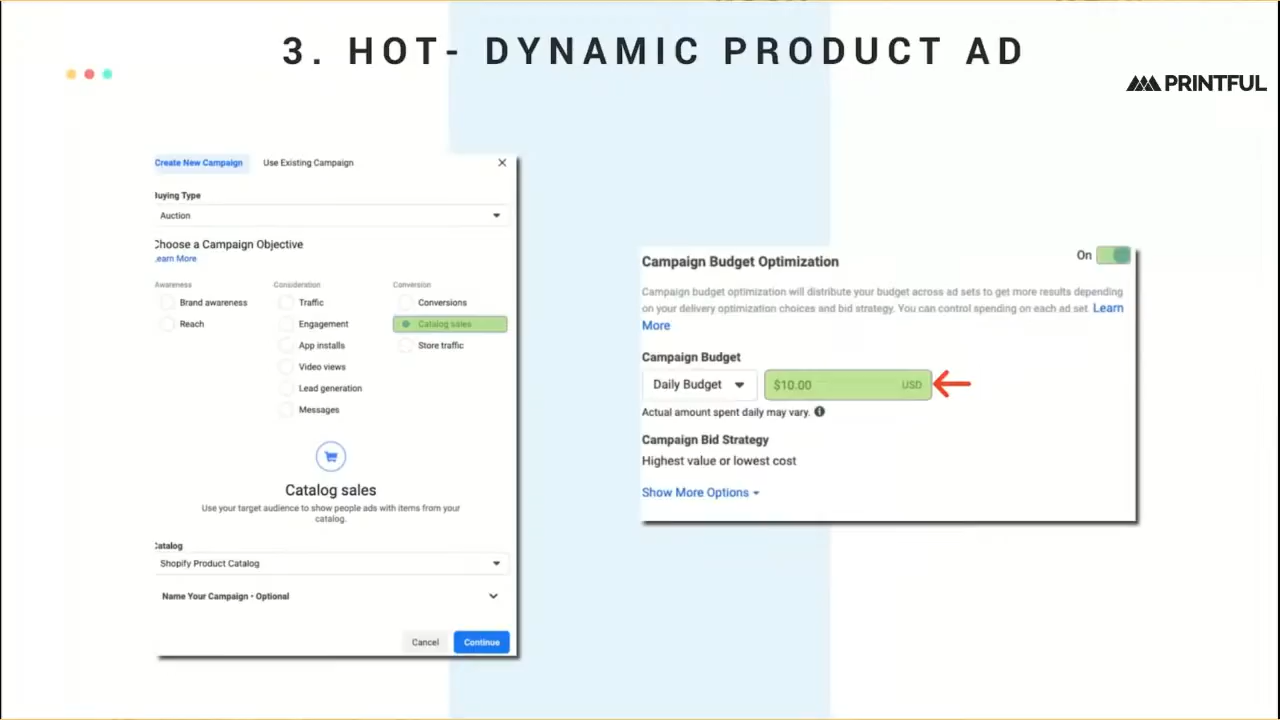 3. HOT- DYNAMIC PRODUCT AD
PRINTFUL
Create New Campaign
Use Existing Campaign
Buying Type
Auction
Choose a Campaign Objective
Learn More
Awareness
Consideration
Conversion
Brand awareness
Traffic
Conversions
Reach
Engagement
Catalog sales
App installs
Store traffic
Video views
Lead generation
Messages
Catalog sales
Use your target audience to show people ads with items from your
catalog.
Catalog
Shopify Product Catalog
Name Your Campaign • Optional
Cancel
Continue
Campaign Budget Optimization
On
Campaign budget optimization will distribute your budget across ad sets to get more results depending
on your delivery optimization choices and bid strategy. You can control spending on each ad set. Learn
More
Campaign Budget
Daily Budget
$10.00 USD
Actual amount spent daily may vary.
Campaign Bid Strategy
Highest value or lowest cost
Show More Options